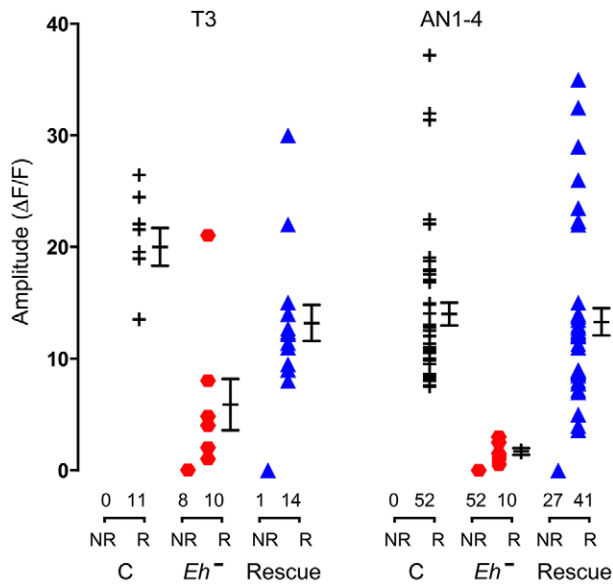 T3 AN1-4
40
30
20
10
0
Amplitude (ΔF/F)
0 11 8 10 1 14 0 52 52 10 27 41
NR R NR R NR R NR R NR R NR R
C Eh⁻ Rescue C Eh⁻ Rescue